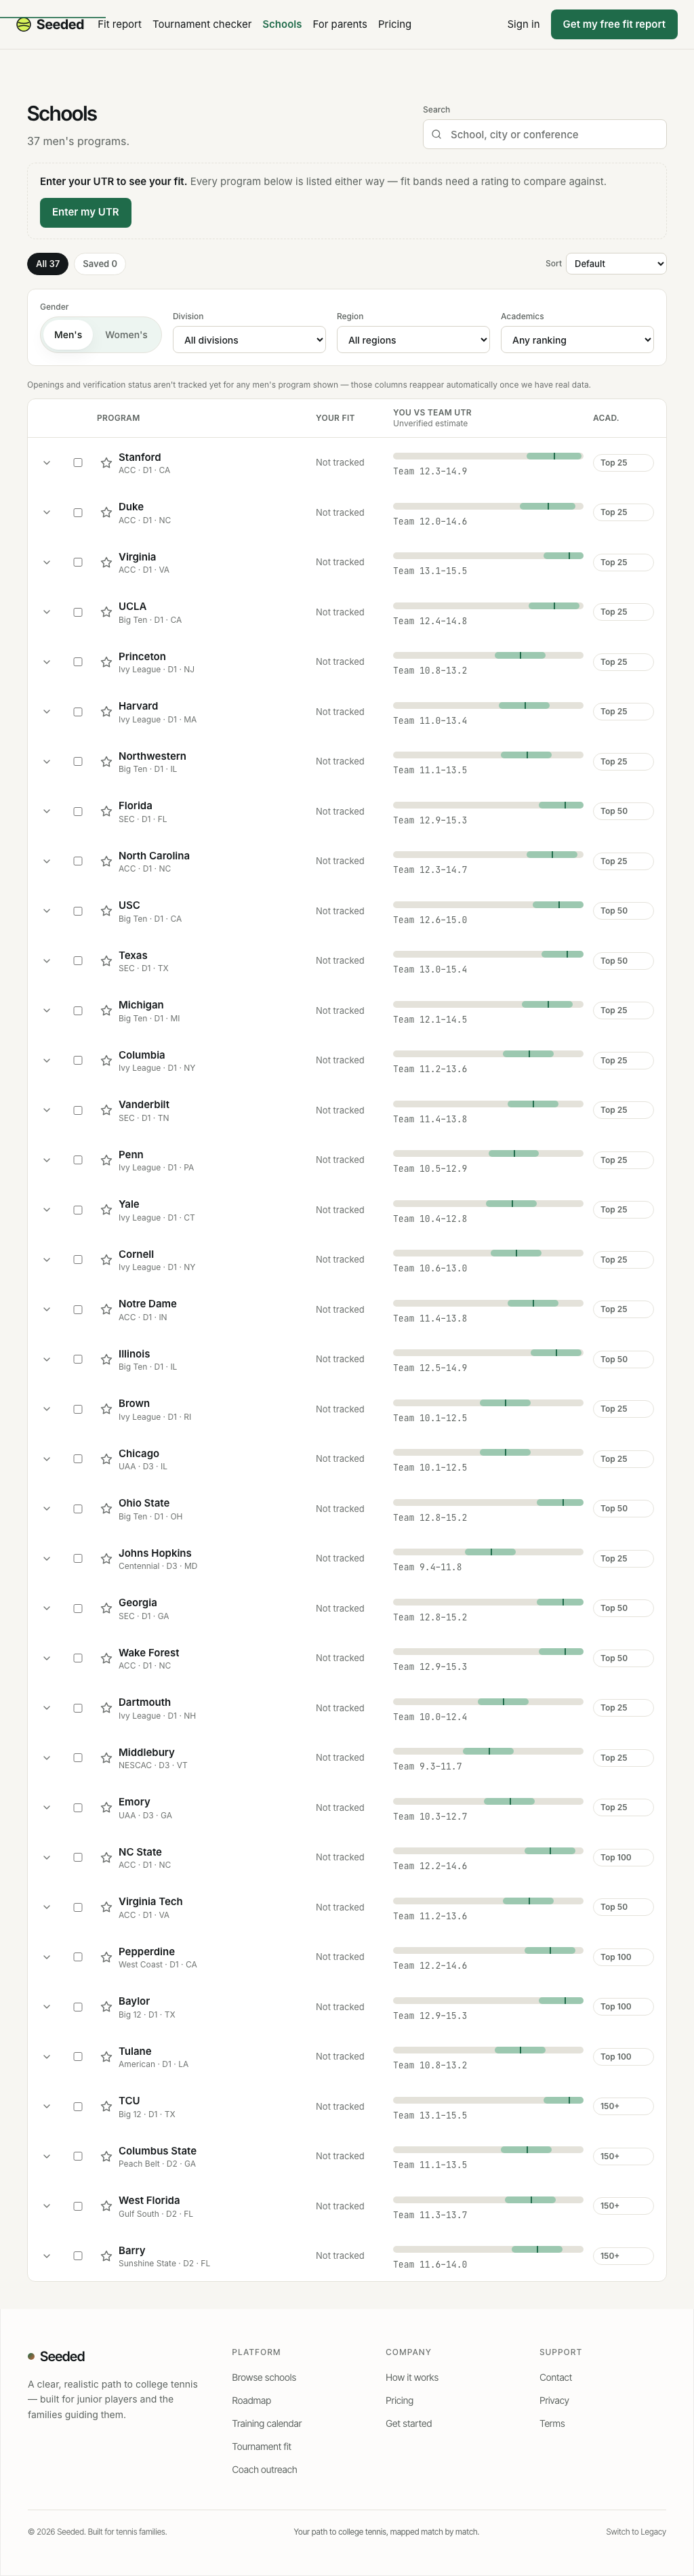 Seeded
Fit report
Tournament checker
Schools
For parents
Pricing
Sign in
Get my free fit report
Schools
37 men's programs.
Search
School, city or conference
Enter your UTR to see your fit. Every program below is listed either way — fit bands need a rating to compare against.
Enter my UTR
All 37
Saved 0
Sort
Default
Gender
Men's
Women's
Division
All divisions
Region
All regions
Academics
Any ranking
Openings and verification status aren't tracked yet for any men's program shown — those columns reappear automatically once we have real data.
PROGRAM
YOUR FIT
YOU VS TEAM UTR
Unverified estimate
ACAD.
Stanford
ACC · D1 · CA
Not tracked
Team 12.3–14.9
Top 25
Duke
ACC · D1 · NC
Not tracked
Team 12.0–14.6
Top 25
Virginia
ACC · D1 · VA
Not tracked
Team 13.1–15.5
Top 25
UCLA
Big Ten · D1 · CA
Not tracked
Team 12.4–14.8
Top 25
Princeton
Ivy League · D1 · NJ
Not tracked
Team 10.8–13.2
Top 25
Harvard
Ivy League · D1 · MA
Not tracked
Team 11.0–13.4
Top 25
Northwestern
Big Ten · D1 · IL
Not tracked
Team 11.1–13.5
Top 25
Florida
SEC · D1 · FL
Not tracked
Team 12.9–15.3
Top 50
North Carolina
ACC · D1 · NC
Not tracked
Team 12.3–14.7
Top 25
USC
Big Ten · D1 · CA
Not tracked
Team 12.6–15.0
Top 50
Texas
SEC · D1 · TX
Not tracked
Team 13.0–15.4
Top 50
Michigan
Big Ten · D1 · MI
Not tracked
Team 12.1–14.5
Top 25
Columbia
Ivy League · D1 · NY
Not tracked
Team 11.2–13.6
Top 25
Vanderbilt
SEC · D1 · TN
Not tracked
Team 11.4–13.8
Top 25
Penn
Ivy League · D1 · PA
Not tracked
Team 10.5–12.9
Top 25
Yale
Ivy League · D1 · CT
Not tracked
Team 10.4–12.8
Top 25
Cornell
Ivy League · D1 · NY
Not tracked
Team 10.6–13.0
Top 25
Notre Dame
ACC · D1 · IN
Not tracked
Team 11.4–13.8
Top 25
Illinois
Big Ten · D1 · IL
Not tracked
Team 12.5–14.9
Top 50
Brown
Ivy League · D1 · RI
Not tracked
Team 10.1–12.5
Top 25
Chicago
UAA · D3 · IL
Not tracked
Team 10.1–12.5
Top 25
Ohio State
Big Ten · D1 · OH
Not tracked
Team 12.8–15.2
Top 50
Johns Hopkins
Centennial · D3 · MD
Not tracked
Team 9.4–11.8
Top 25
Georgia
SEC · D1 · GA
Not tracked
Team 12.8–15.2
Top 50
Wake Forest
ACC · D1 · NC
Not tracked
Team 12.9–15.3
Top 50
Dartmouth
Ivy League · D1 · NH
Not tracked
Team 10.0–12.4
Top 25
Middlebury
NESCAC · D3 · VT
Not tracked
Team 9.3–11.7
Top 25
Emory
UAA · D3 · GA
Not tracked
Team 10.3–12.7
Top 25
NC State
ACC · D1 · NC
Not tracked
Team 12.2–14.6
Top 100
Virginia Tech
ACC · D1 · VA
Not tracked
Team 11.2–13.6
Top 50
Pepperdine
West Coast · D1 · CA
Not tracked
Team 12.2–14.6
Top 100
Baylor
Big 12 · D1 · TX
Not tracked
Team 12.9–15.3
Top 100
Tulane
American · D1 · LA
Not tracked
Team 10.8–13.2
Top 100
TCU
Big 12 · D1 · TX
Not tracked
Team 13.1–15.5
150+
Columbus State
Peach Belt · D2 · GA
Not tracked
Team 11.1–13.5
150+
West Florida
Gulf South · D2 · FL
Not tracked
Team 11.3–13.7
150+
Barry
Sunshine State · D2 · FL
Not tracked
Team 11.6–14.0
150+
Seeded
A clear, realistic path to college tennis
— built for junior players and the
families guiding them.
PLATFORM
Browse schools
Roadmap
Training calendar
Tournament fit
Coach outreach
COMPANY
How it works
Pricing
Get started
SUPPORT
Contact
Privacy
Terms
© 2026 Seeded. Built for tennis families.
Your path to college tennis, mapped match by match.
Switch to Legacy